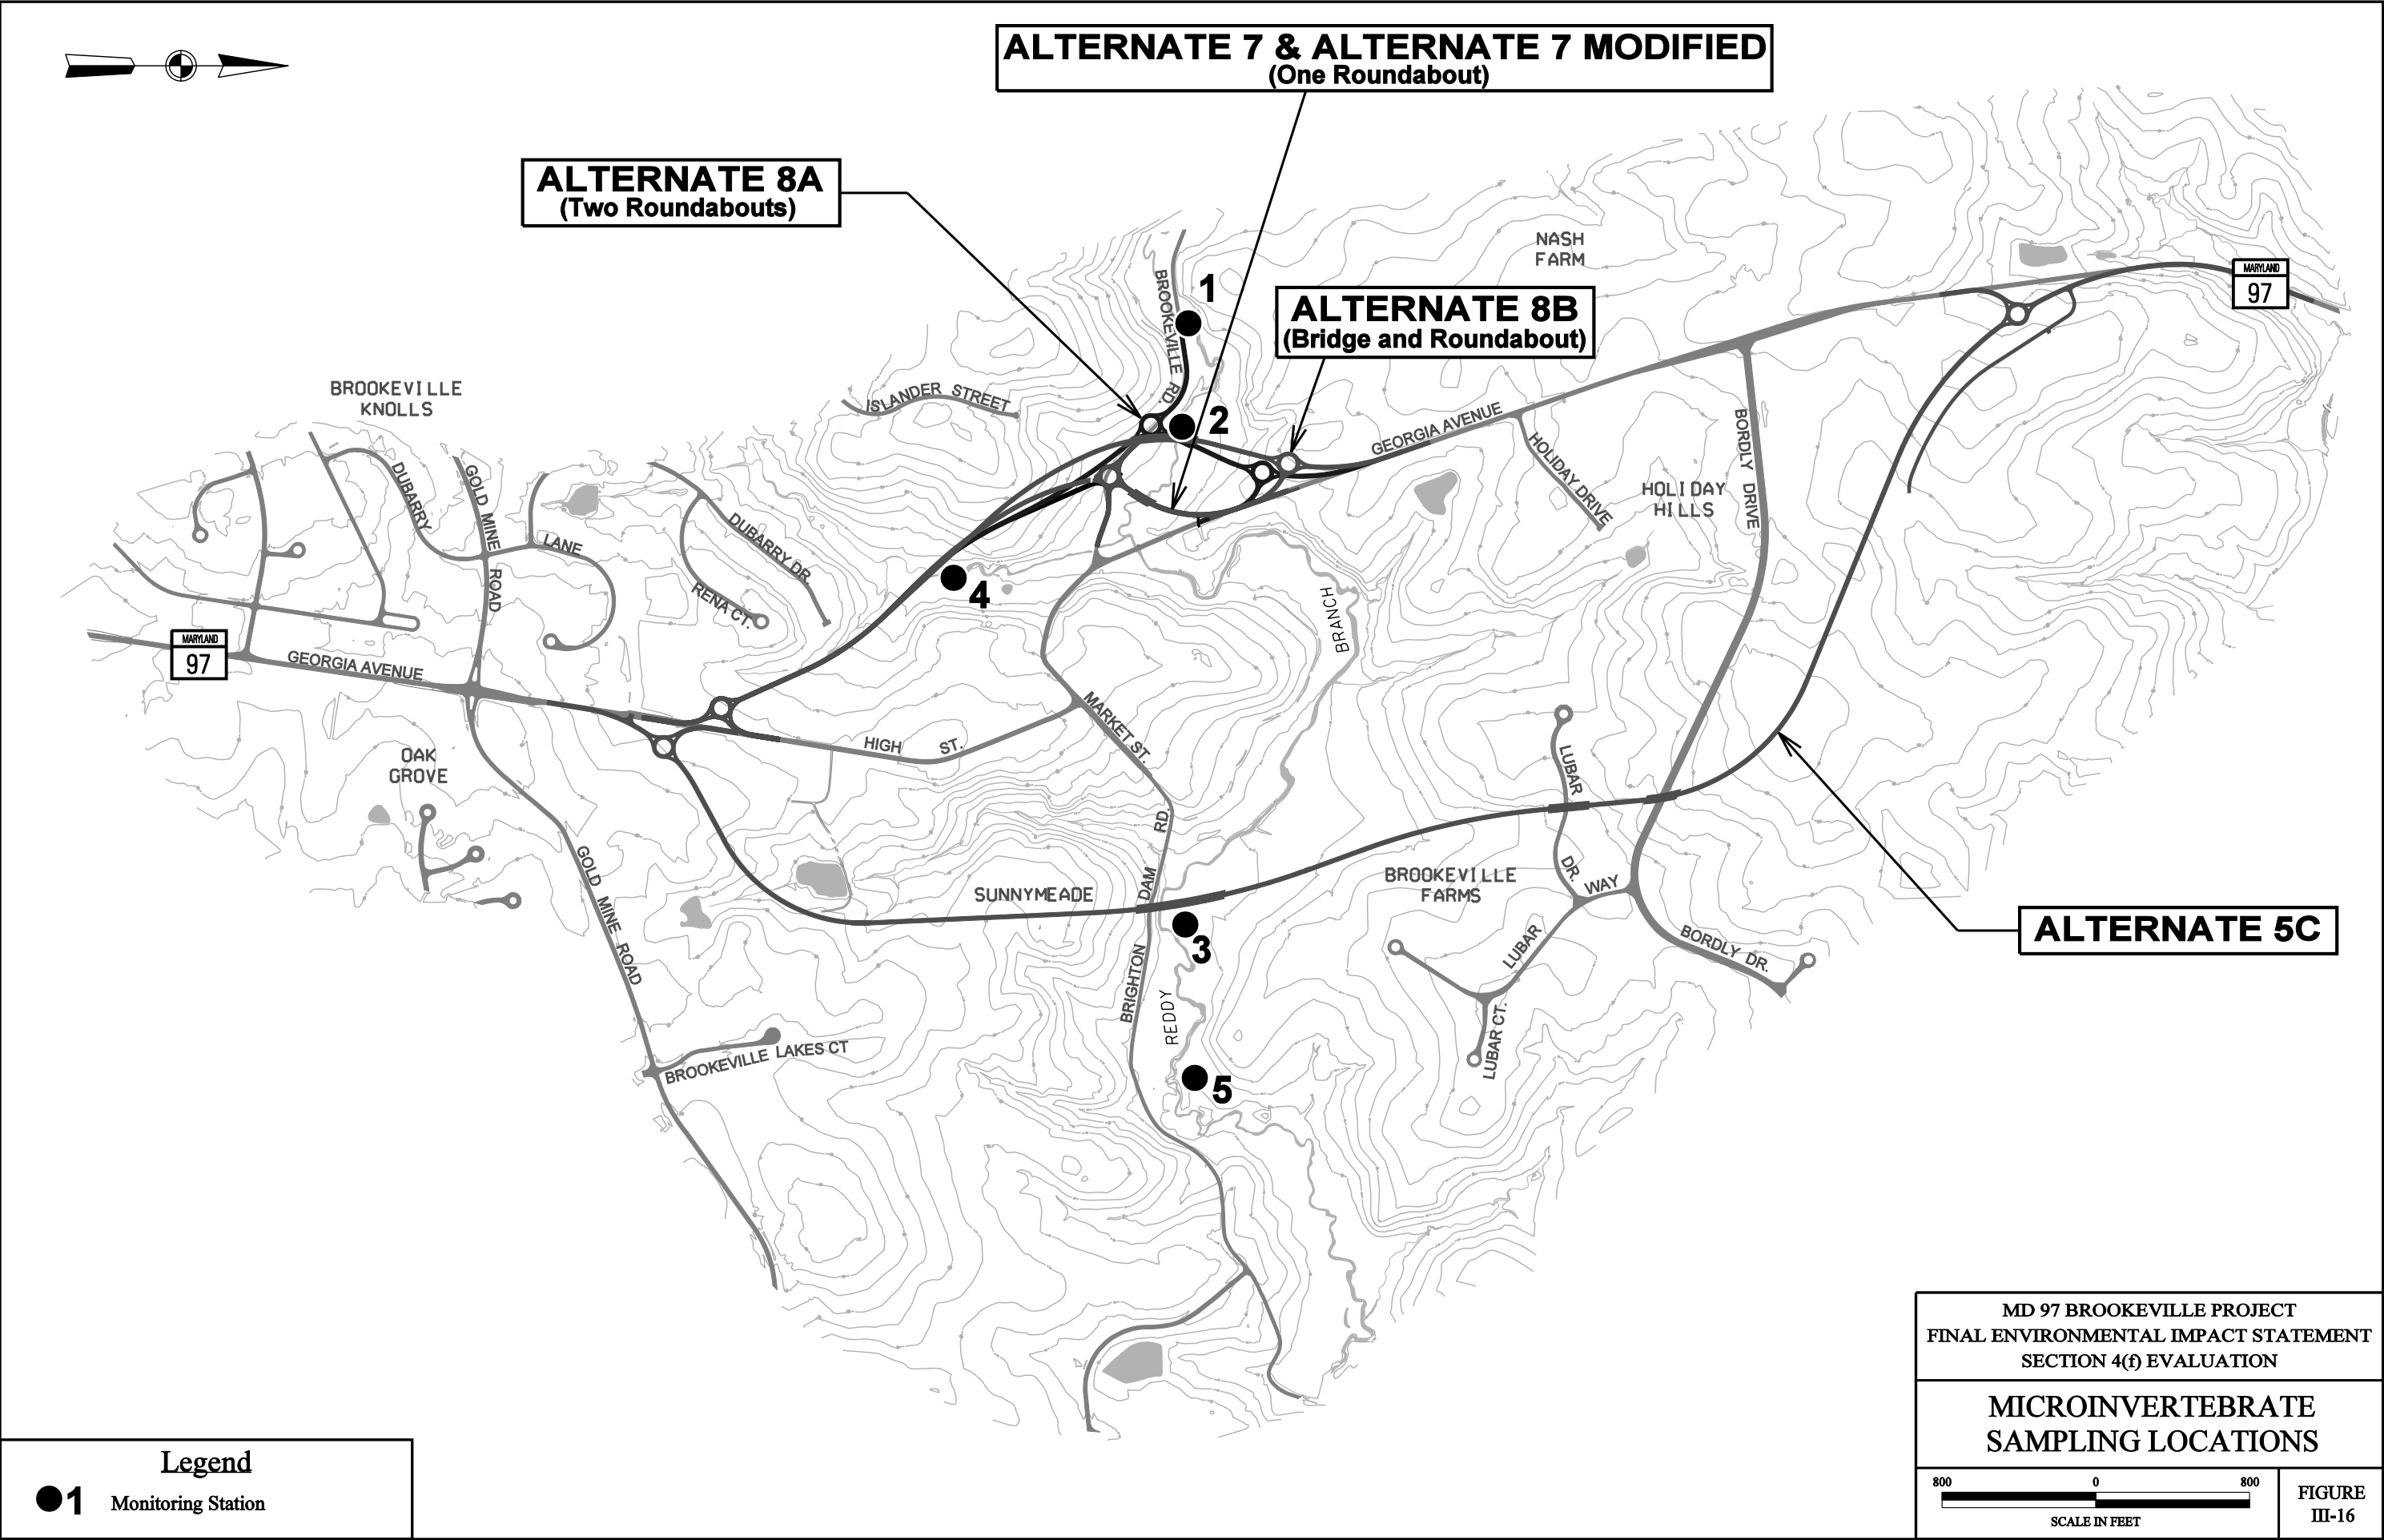 ALTERNATE 7 & ALTERNATE 7 MODIFIED
(One Roundabout)
ALTERNATE 8A
(Two Roundabouts)
NASH
FARM
1
BROOKEVILLE RD.
ALTERNATE 8B
(Bridge and Roundabout)
MARYLAND
97
BROOKEVILLE
KNOLLS
ISLANDER STREET
2
GEORGIA AVENUE
HOLIDAY DRIVE
BORDLY DRIVE
HOLIDAY
HILLS
DUBARRY
GOLD MINE
ROAD
LANE
DUBARRY DR.
RENA CT.
4
BRANCH
MARYLAND
97
GEORGIA AVENUE
HIGH ST.
MARKET ST.
OAK
GROVE
LUBAR
DR.
WAY
GOLD MINE ROAD
SUNNYMEADE
BRIGHTON DAM RD.
BROOKEVILLE
FARMS
3
LUBAR
BORDLY DR.
ALTERNATE 5C
REDDY
LUBAR CT.
BROOKEVILLE LAKES CT
5
MD 97 BROOKEVILLE PROJECT
FINAL ENVIRONMENTAL IMPACT STATEMENT
SECTION 4(f) EVALUATION
MICROINVERTEBRATE
SAMPLING LOCATIONS
800 0 800
SCALE IN FEET
FIGURE
III-16
Legend
1 Monitoring Station